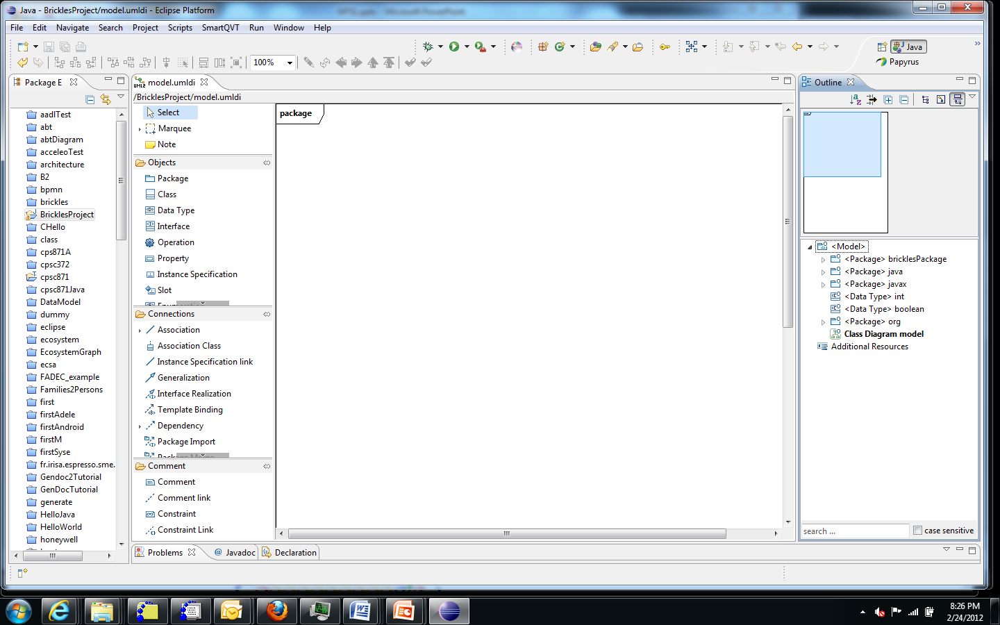 Java - BricklesProject/model.umldi - Eclipse Platform
File Edit Navigate Search Project Scripts SmartQVT Run Window Help
Java
100%
Papyrus
Package E
model.umldi
Outline
/BricklesProject/model.umldi
aadlTest
abt
abtDiagram
acceleoTest
architecture
B2
bpmn
brickles
BricklesProject
CHello
class
cps871A
cpsc372
cpsc871
cpsc871Java
DataModel
dummy
eclipse
ecosystem
EcosystemGraph
ecsa
FADEC_example
Families2Persons
first
firstAdele
firstAndroid
firstM
firstSyse
fr.irisa.espresso.sme.
Gendoc2Tutorial
GenDocTutorial
generate
HelloJava
HelloWorld
honeywell
Select
Marquee
Note
Objects
Package
Class
Data Type
Interface
Operation
Property
Instance Specification
Slot
Connections
Association
Association Class
Instance Specification link
Generalization
Interface Realization
Template Binding
Dependency
Package Import
Comment
Comment
Comment link
Constraint
Constraint Link
package
<Model>
<Package> bricklesPackage
<Package> java
<Package> javax
<Data Type> int
<Data Type> boolean
<Package> org
Class Diagram model
Additional Resources
search ...
case sensitive
Problems
@ Javadoc
Declaration
8:26 PM
2/24/2012